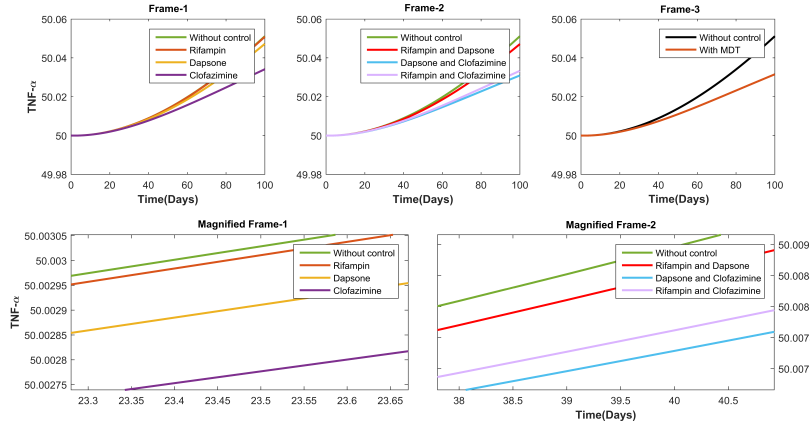 Frame-1
50.06
50.04
50.02
50
49.98
TNF-α
0 20 40 60 80 100
Time(Days)
Without control
Rifampin
Dapsone
Clofazimine
Frame-2
50.06
50.04
50.02
50
49.98
0 20 40 60 80 100
Time(Days)
Without control
Rifampin and Dapsone
Dapsone and Clofazimine
Rifampin and Clofazimine
Frame-3
50.06
50.04
50.02
50
49.98
0 20 40 60 80 100
Time(Days)
Without control
With MDT
Magnified Frame-1
50.00305
50.003
50.00295
50.0029
50.00285
50.0028
50.00275
TNF-α
23.3 23.35 23.4 23.45 23.5 23.55 23.6 23.65
Without control
Rifampin
Dapsone
Clofazimine
Magnified Frame-2
50.009
50.008
50.008
50.007
50.007
38 38.5 39 39.5 40 40.5
Time(Days)
Without control
Rifampin and Dapsone
Dapsone and Clofazimine
Rifampin and Clofazimine